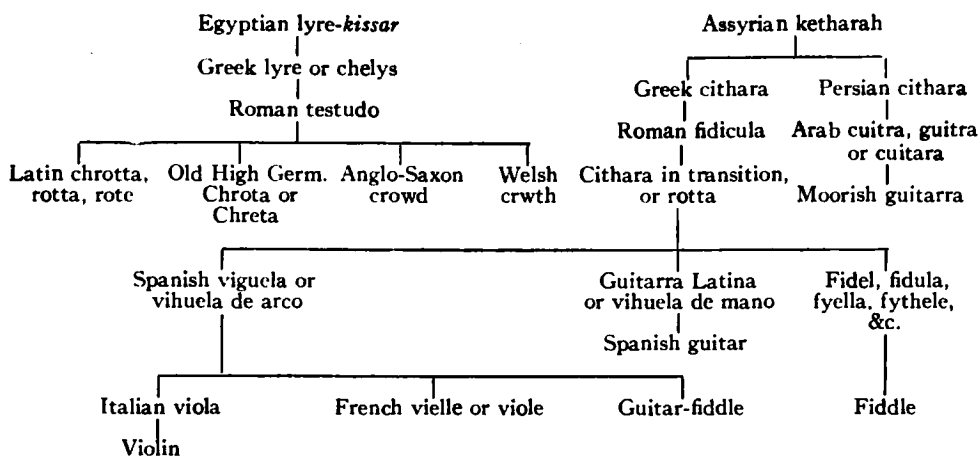 Egyptian lyre-kissar
Assyrian ketharah
Greek lyre or chelys
Greek cithara
Persian cithara
Roman testudo
Roman fidicula
Arab cuitra, guitra
or cuitara
Latin chrotta,
rotta, rote
Old High Germ.
Chrota or
Chreta
Anglo-Saxon
crowd
Welsh
crwth
Cithara in transition,
or rotta
Moorish guitarra
Spanish viguela or
vihuela de arco
Guitarra Latina
or vihuela de mano
Fidel, fidula,
fyella, fythele,
&c.
Spanish guitar
Italian viola
French vielle or viole
Guitar-fiddle
Fiddle
Violin